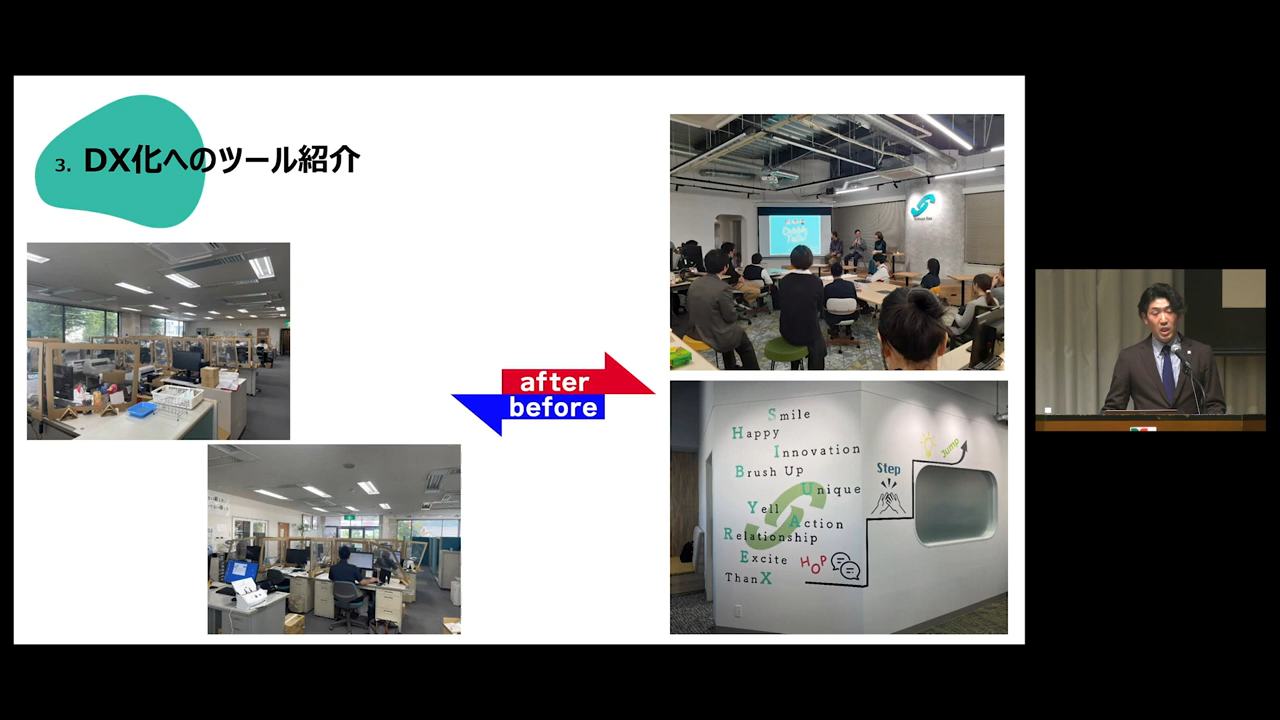 3. DX化へのツール紹介
after
before
Smile
Happy
Innovation
Brush Up
Unique
Yell
Action
Relationship
Excite
ThanX
HOP
Step
Jump